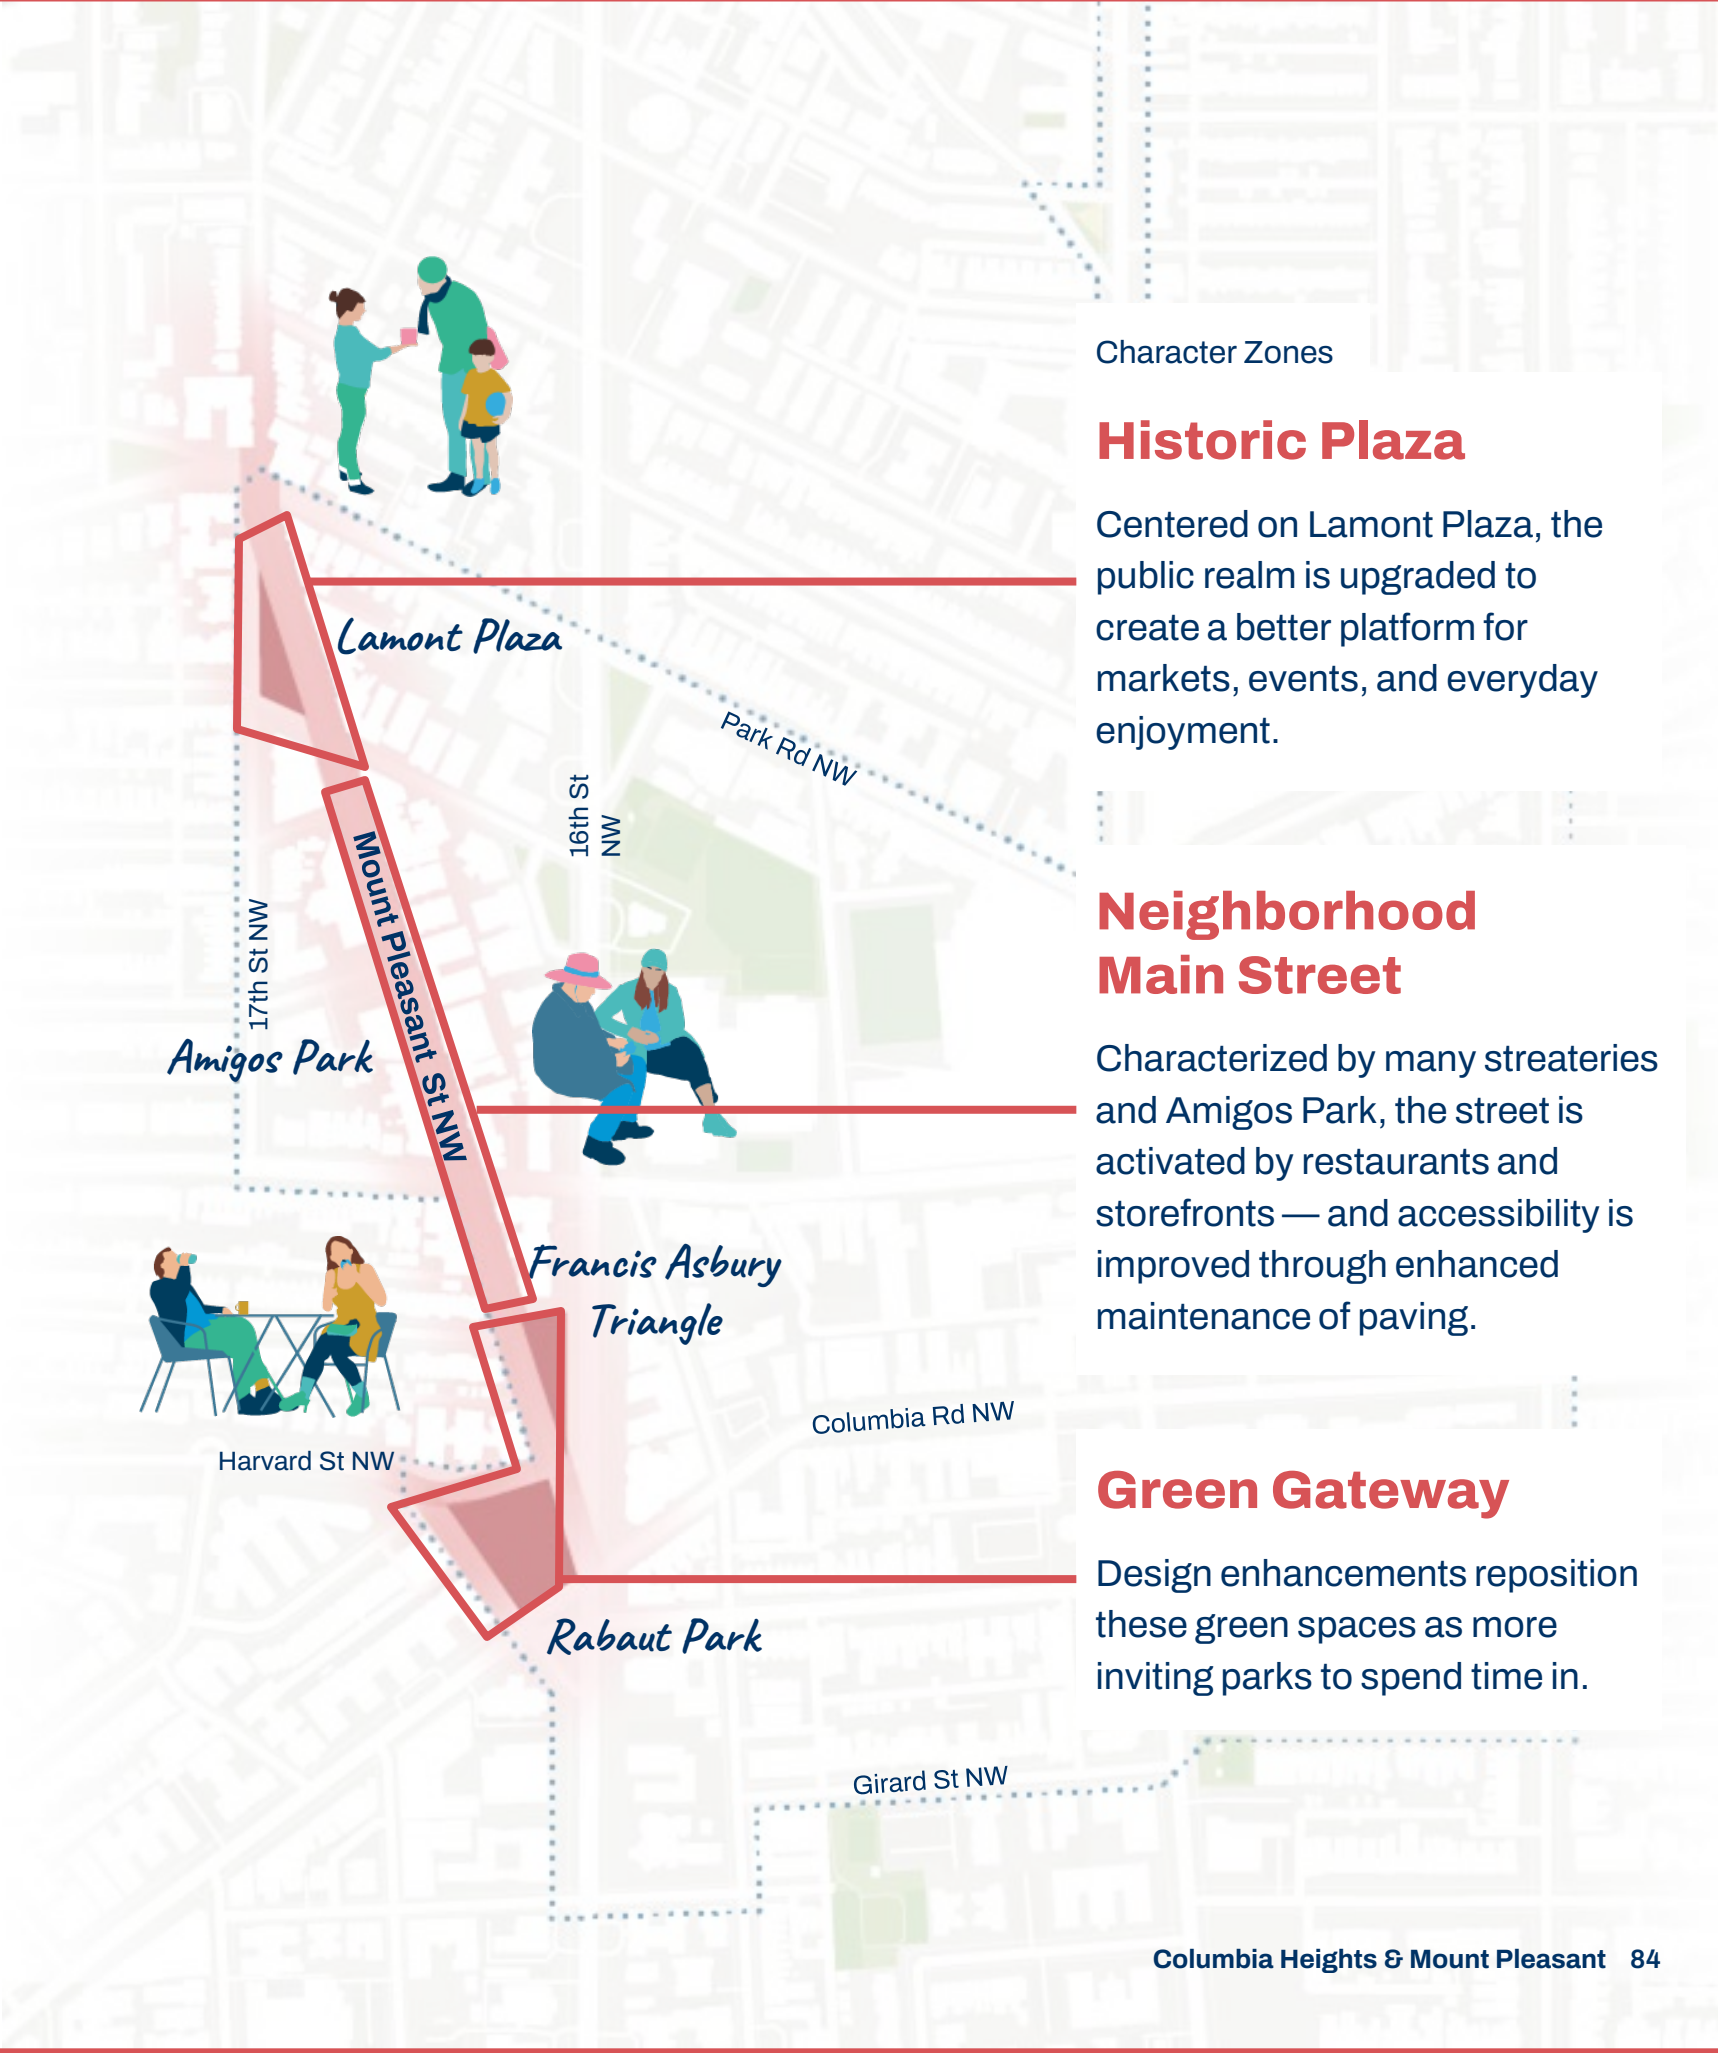 Character Zones
Historic Plaza
Centered on Lamont Plaza, the
public realm is upgraded to
create a better platform for
markets, events, and everyday
enjoyment.
Lamont Plaza
Park Rd NW
16th St
NW
Mount Pleasant St NW
17th St NW
Amigos Park
Neighborhood
Main Street
Characterized by many streateries
and Amigos Park, the street is
activated by restaurants and
storefronts — and accessibility is
improved through enhanced
maintenance of paving.
Francis Asbury
Triangle
Columbia Rd NW
Harvard St NW
Green Gateway
Design enhancements reposition
these green spaces as more
inviting parks to spend time in.
Rabaut Park
Girard St NW
Columbia Heights & Mount Pleasant 84